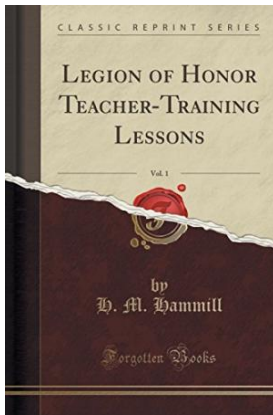 CLASSIC REPRINT SERIES
LEGION OF HONOR
TEACHER-TRAINING
LESSONS
Vol. 1
by
H. M. Hammill
Forgotten Books